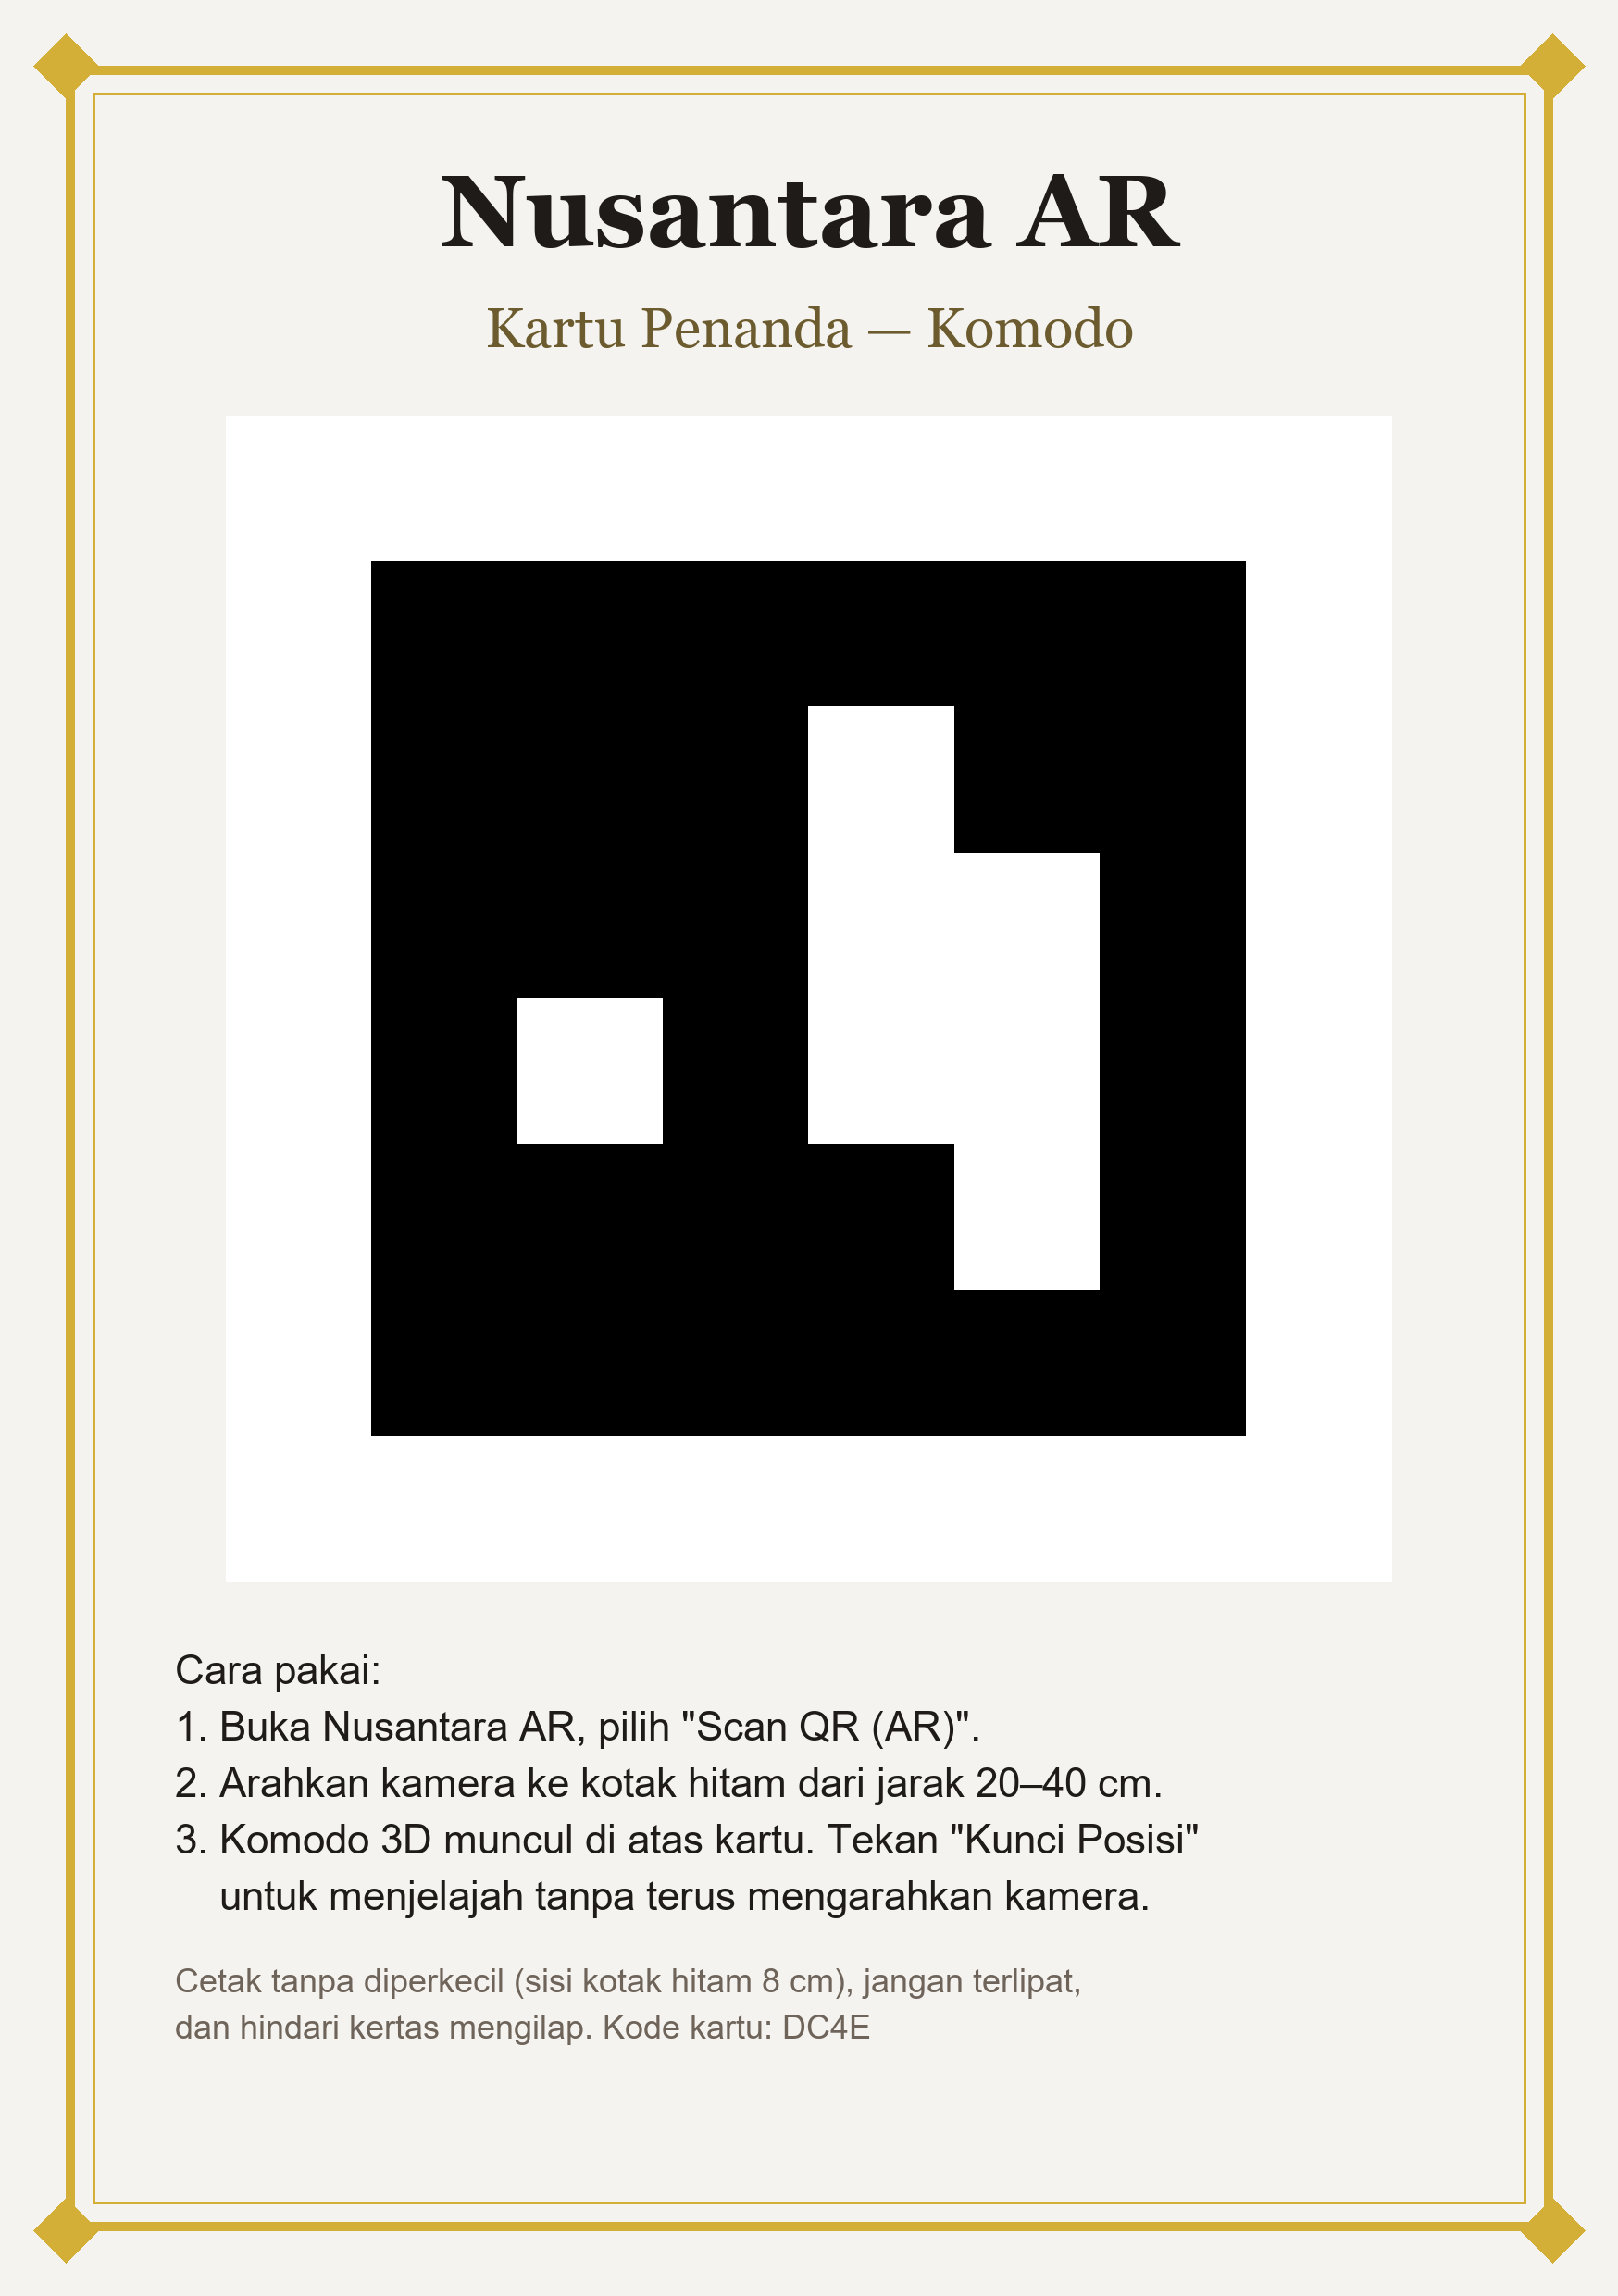 Nusantara AR
Kartu Penanda — Komodo
Cara pakai:
1. Buka Nusantara AR, pilih "Scan QR (AR)".
2. Arahkan kamera ke kotak hitam dari jarak 20–40 cm.
3. Komodo 3D muncul di atas kartu. Tekan "Kunci Posisi"
untuk menjelajah tanpa terus mengarahkan kamera.
Cetak tanpa diperkecil (sisi kotak hitam 8 cm), jangan terlipat,
dan hindari kertas mengilap. Kode kartu: DC4E